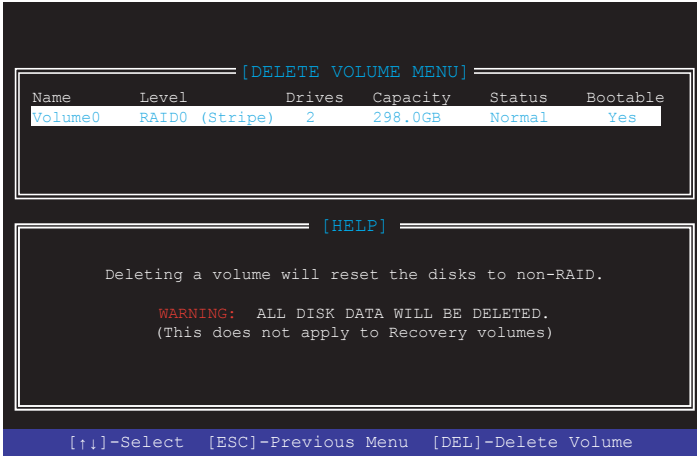 [DELETE VOLUME MENU]
Name Level Drives Capacity Status Bootable
Volume0 RAID0 (Stripe) 2 298.0GB Normal Yes
[HELP]
Deleting a volume will reset the disks to non-RAID.
WARNING: ALL DISK DATA WILL BE DELETED.
(This does not apply to Recovery volumes)
[↑↓]-Select [ESC]-Previous Menu [DEL]-Delete Volume